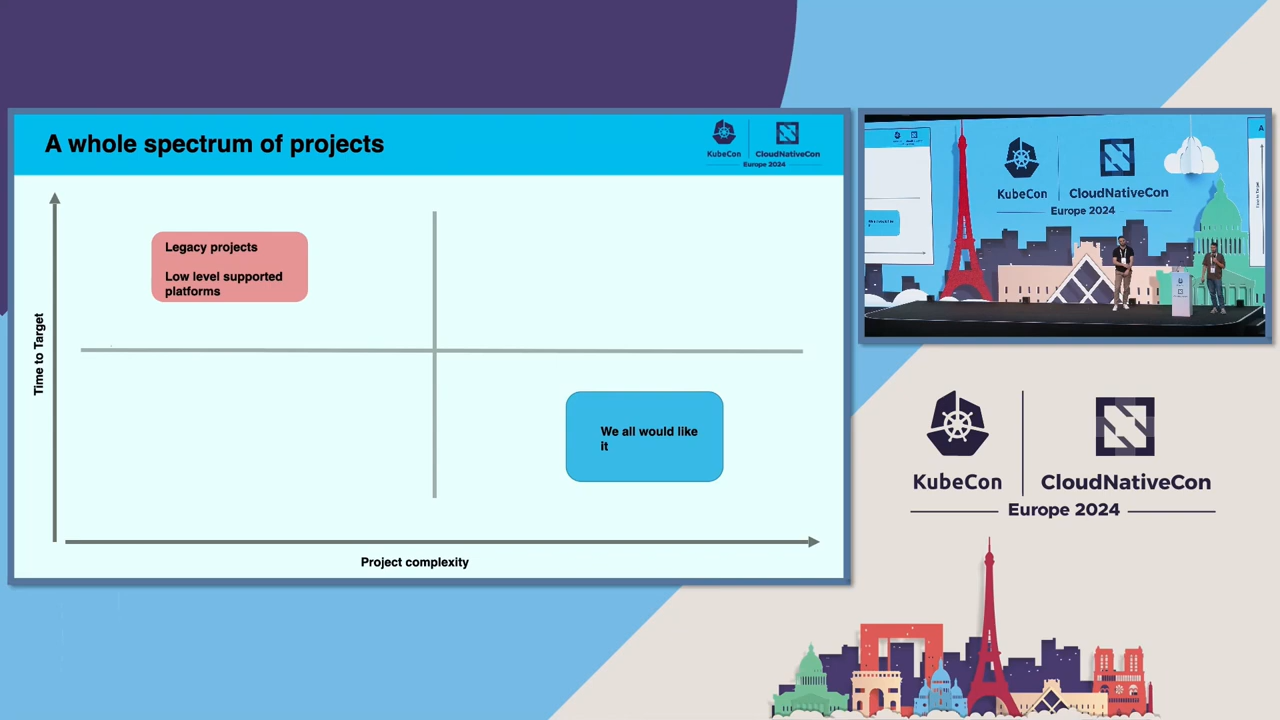 A whole spectrum of projects
KubeCon
CloudNativeCon
Europe 2024
Legacy projects
Low level supported
platforms
Time to Target
We all would like
it
Project complexity
KubeCon
CloudNativeCon
Europe 2024
KubeCon
CloudNativeCon
Europe 2024